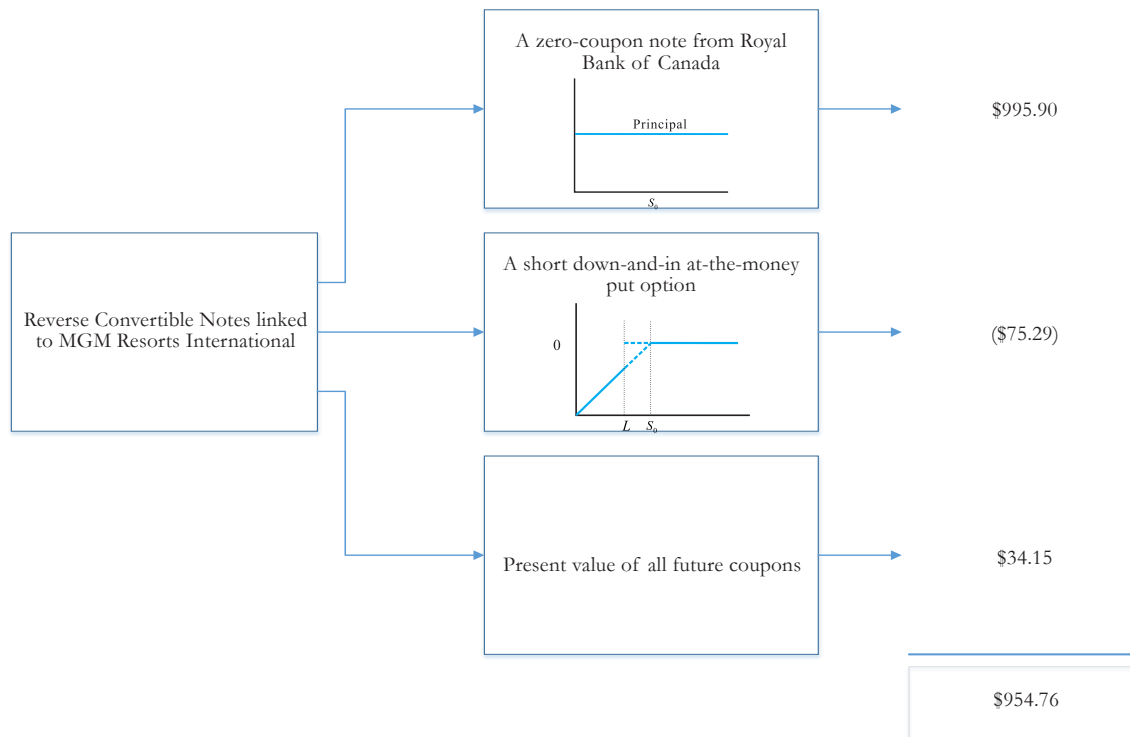 A zero-coupon note from Royal
Bank of Canada
Principal
S₀
$995.90
Reverse Convertible Notes linked
to MGM Resorts International
A short down-and-in at-the-money
put option
0
L S₀
($75.29)
Present value of all future coupons
$34.15
$954.76